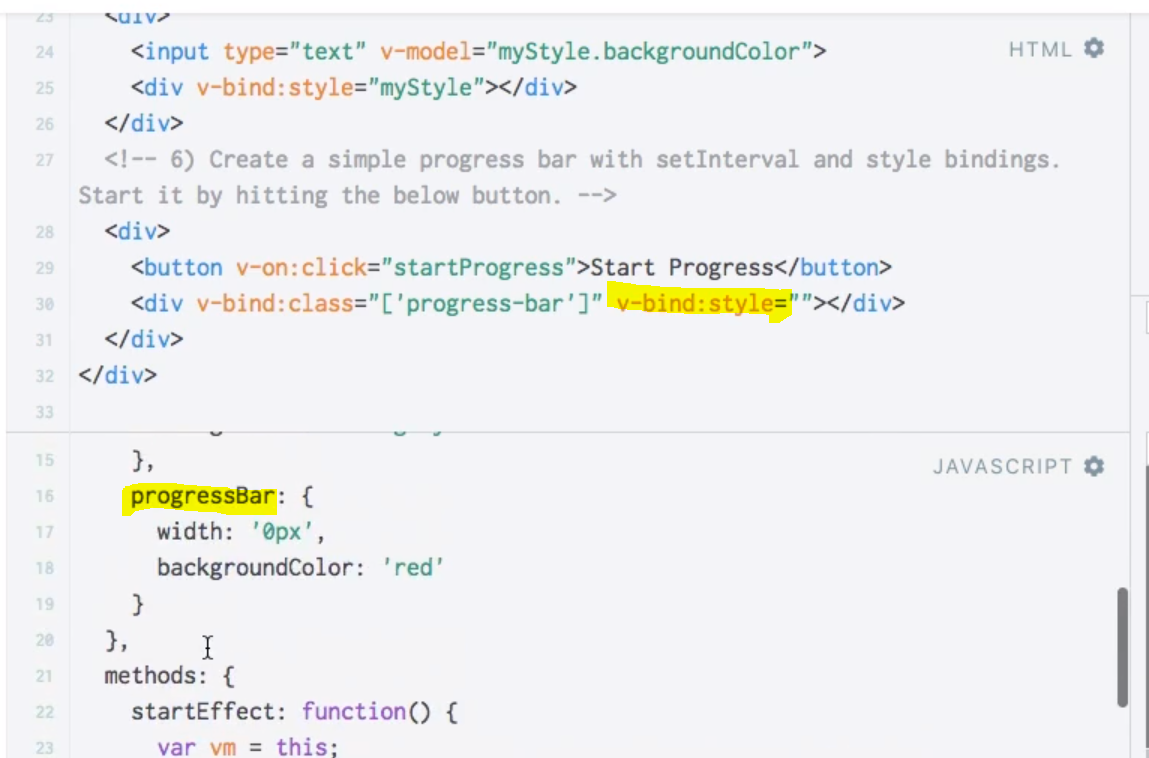 23 <div>
24 <input type="text" v-model="myStyle.backgroundColor">
HTML
25 <div v-bind:style="myStyle"></div>
26 </div>
27 <!-- 6) Create a simple progress bar with setInterval and style bindings.
Start it by hitting the below button. -->
28 <div>
29 <button v-on:click="startProgress">Start Progress</button>
30 <div v-bind:class="['progress-bar']" v-bind:style=""></div>
31 </div>
32 </div>
33
15 },
JAVASCRIPT
16 progressBar: {
17 width: '0px',
18 backgroundColor: 'red'
19 }
20 },
21 methods: {
22 startEffect: function() {
23 var vm = this;